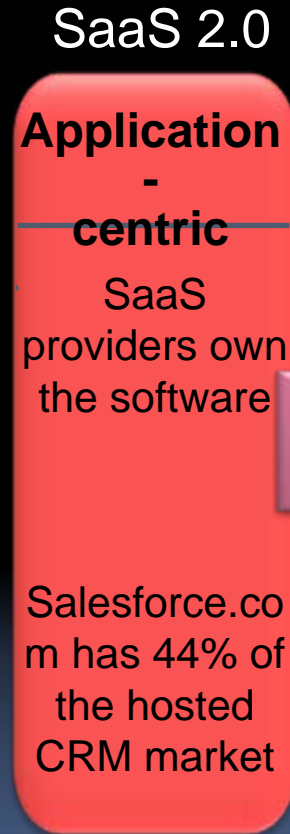 SaaS 2.0
Application
-
centric
SaaS
providers own
the software
Salesforce.co
m has 44% of
the hosted
CRM market